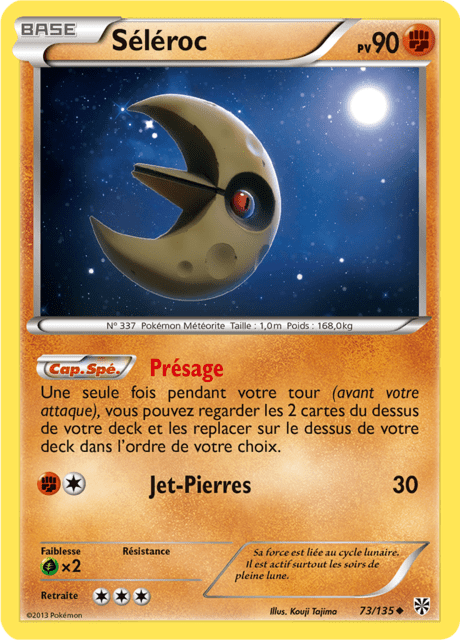 BASE
Séléroc
PV 90
N° 337 Pokémon Météorite Taille : 1,0m Poids : 168,0kg
Cap.Spé. Présage
Une seule fois pendant votre tour (avant votre
attaque), vous pouvez regarder les 2 cartes du dessus
de votre deck et les replacer sur le dessus de votre
deck dans l'ordre de votre choix.
Jet-Pierres 30
Faiblesse Résistance
×2
Retraite
Sa force est liée au cycle lunaire.
Il est actif surtout les soirs de
pleine lune.
©2013 Pokémon
Illus. Kouji Tajima
73/135